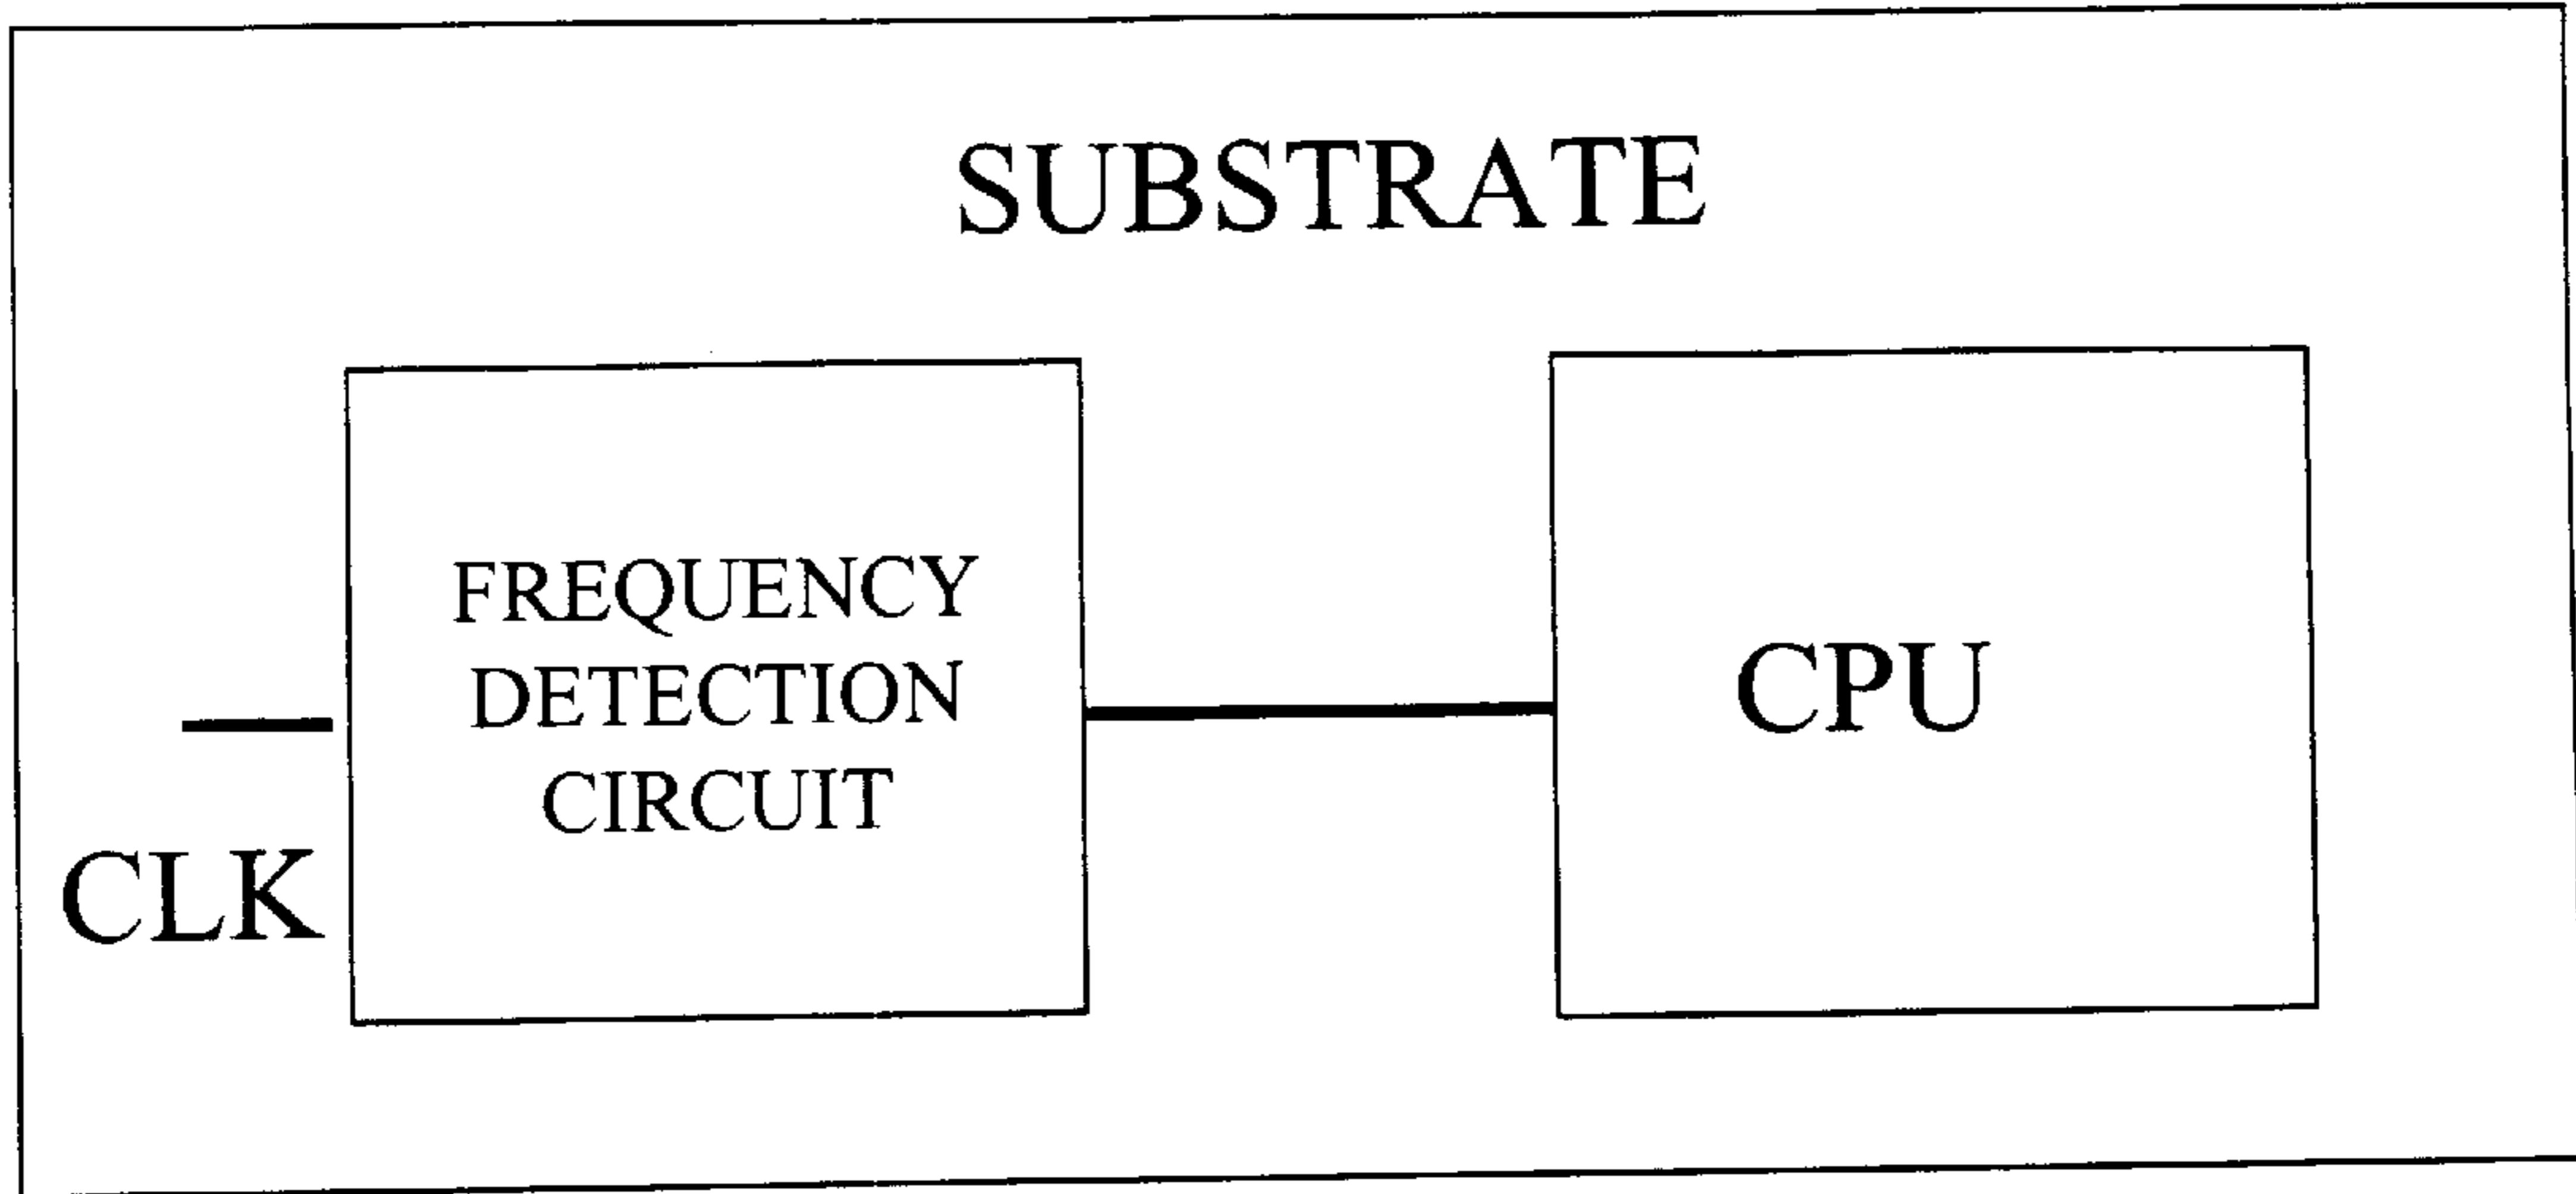 SUBSTRATE
FREQUENCY
DETECTION
CIRCUIT
CPU
CLK